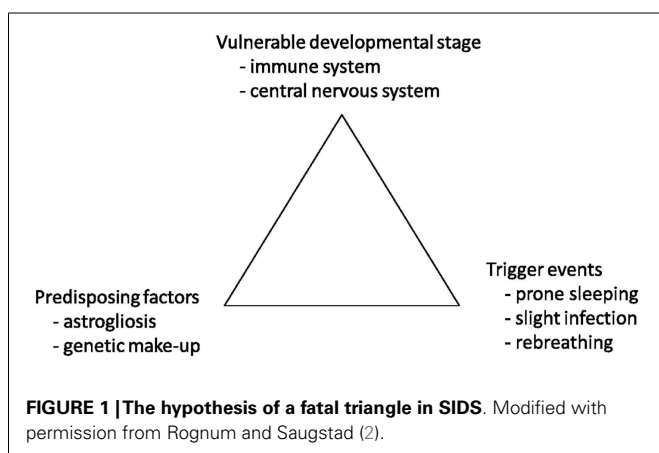 Vulnerable developmental stage
- immune system
- central nervous system
Predisposing factors
- astrogliosis
- genetic make-up
Trigger events
- prone sleeping
- slight infection
- rebreathing
FIGURE 1 | The hypothesis of a fatal triangle in SIDS. Modified with
permission from Rognum and Saugstad (2).